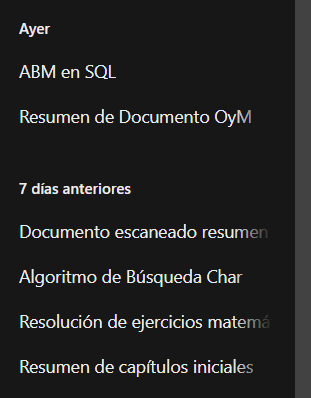 Ayer
ABM en SQL
Resumen de Documento OyM
7 días anteriores
Documento escaneado resumen
Algoritmo de Búsqueda Char
Resolución de ejercicios matemá
Resumen de capítulos iniciales